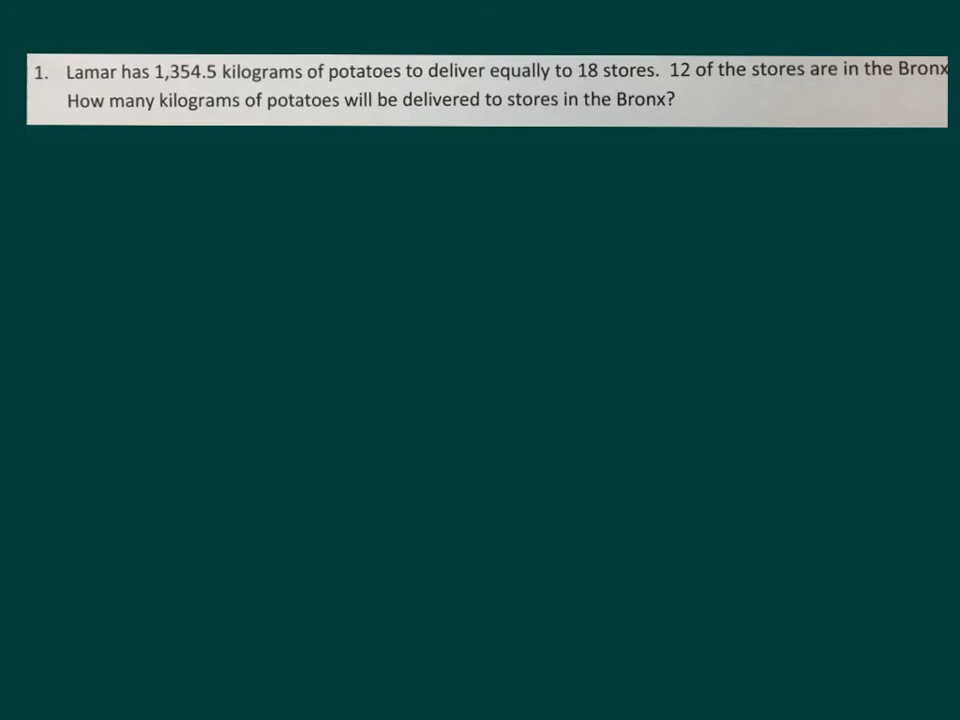 1. Lamar has 1,354.5 kilograms of potatoes to deliver equally to 18 stores. 12 of the stores are in the Bronx
How many kilograms of potatoes will be delivered to stores in the Bronx?